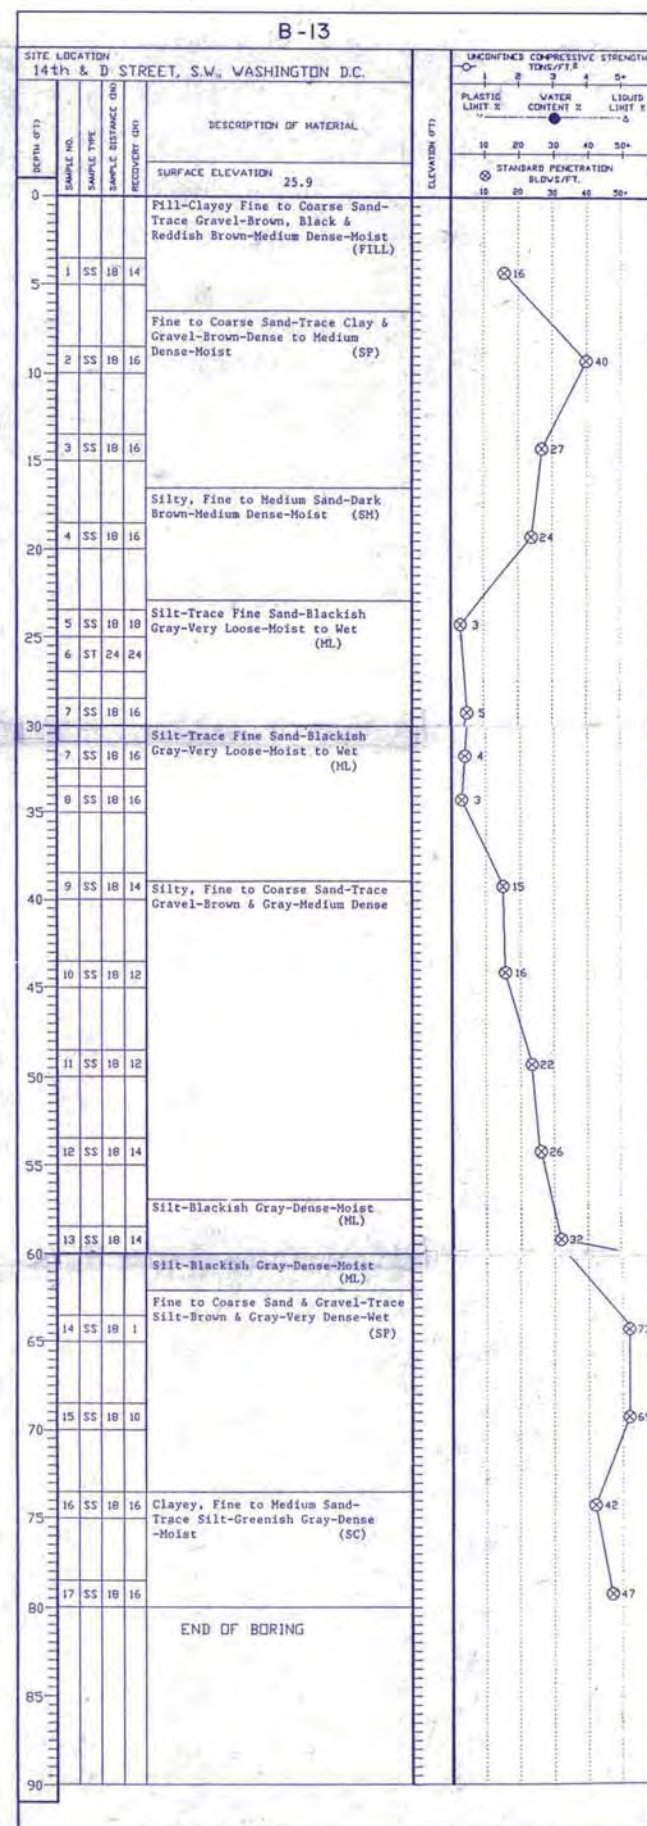 B-13
SITE LOCATION
14th & D STREET, S.W., WASHINGTON D.C.
DEPTH (FT)
SAMPLE NO.
SAMPLE TYPE
SAMPLE DISTANCE (IN)
RECOVERY (IN)
DESCRIPTION OF MATERIAL
SURFACE ELEVATION 25.9
ELEVATION (FT)
UNCONFINED COMPRESSIVE STRENGTH
TONS/FT.²
1 2 3 4 5+
PLASTIC LIMIT %
WATER CONTENT %
LIQUID LIMIT %
10 20 30 40 50+
STANDARD PENETRATION
BLOWS/FT.
10 20 30 40 50+
0
Fill-Clayey Fine to Coarse Sand-
Trace Gravel-Brown, Black &
Reddish Brown-Medium Dense-Moist
(FILL)
1 SS 18 14 16
5
Fine to Coarse Sand-Trace Clay &
Gravel-Brown-Dense to Medium
Dense-Moist (SP)
2 SS 18 16 40
10
3 SS 18 16 27
15
Silty, Fine to Medium Sand-Dark
Brown-Medium Dense-Moist (SM)
4 SS 18 16 24
20
Silt-Trace Fine Sand-Blackish
Gray-Very Loose-Moist to Wet
(ML)
5 SS 18 18 3
25
6 ST 24 24
7 SS 18 16 5
30
Silt-Trace Fine Sand-Blackish
Gray-Very Loose-Moist to Wet
(ML)
7 SS 18 16 4
8 SS 18 16 3
35
9 SS 18 14 15
Silty, Fine to Coarse Sand-Trace
Gravel-Brown & Gray-Medium Dense
40
10 SS 18 12 16
45
11 SS 18 12 22
50
12 SS 18 14 26
55
Silt-Blackish Gray-Dense-Moist
(ML)
13 SS 18 14 32
60
Silt-Blackish Gray-Dense-Moist
(ML)
Fine to Coarse Sand & Gravel-Trace
Silt-Brown & Gray-Very Dense-Wet
(SP)
14 SS 18 1
65
15 SS 18 10 69
70
16 SS 18 16 42
Clayey, Fine to Medium Sand-
Trace Silt-Greenish Gray-Dense
-Moist (SC)
75
17 SS 18 16 47
80
END OF BORING
85
90